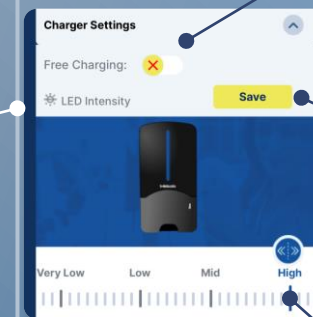 Charger Settings
Free Charging:
LED Intensity
Save
Very Low Low Mid High